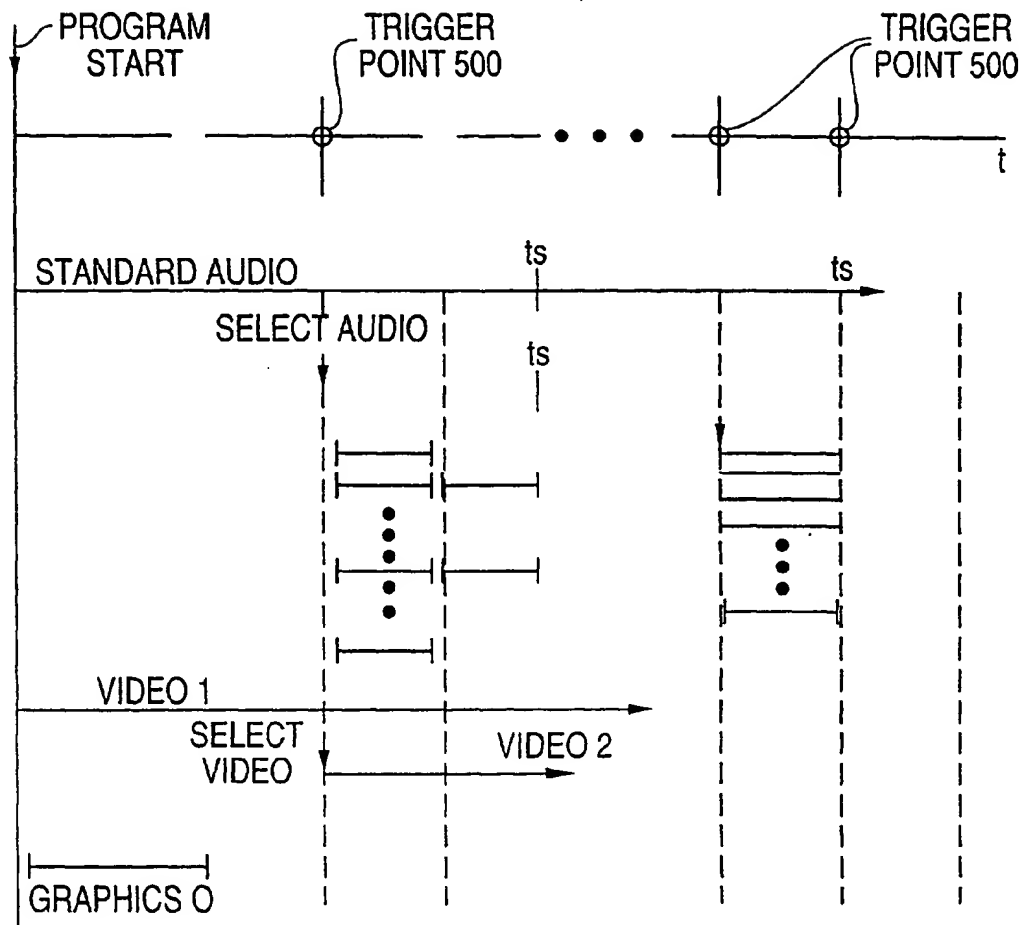 PROGRAM
START
TRIGGER
POINT 500
TRIGGER
POINT 500
t
STANDARD AUDIO
ts
ts
SELECT AUDIO
ts
VIDEO 1
SELECT
VIDEO
VIDEO 2
GRAPHICS O